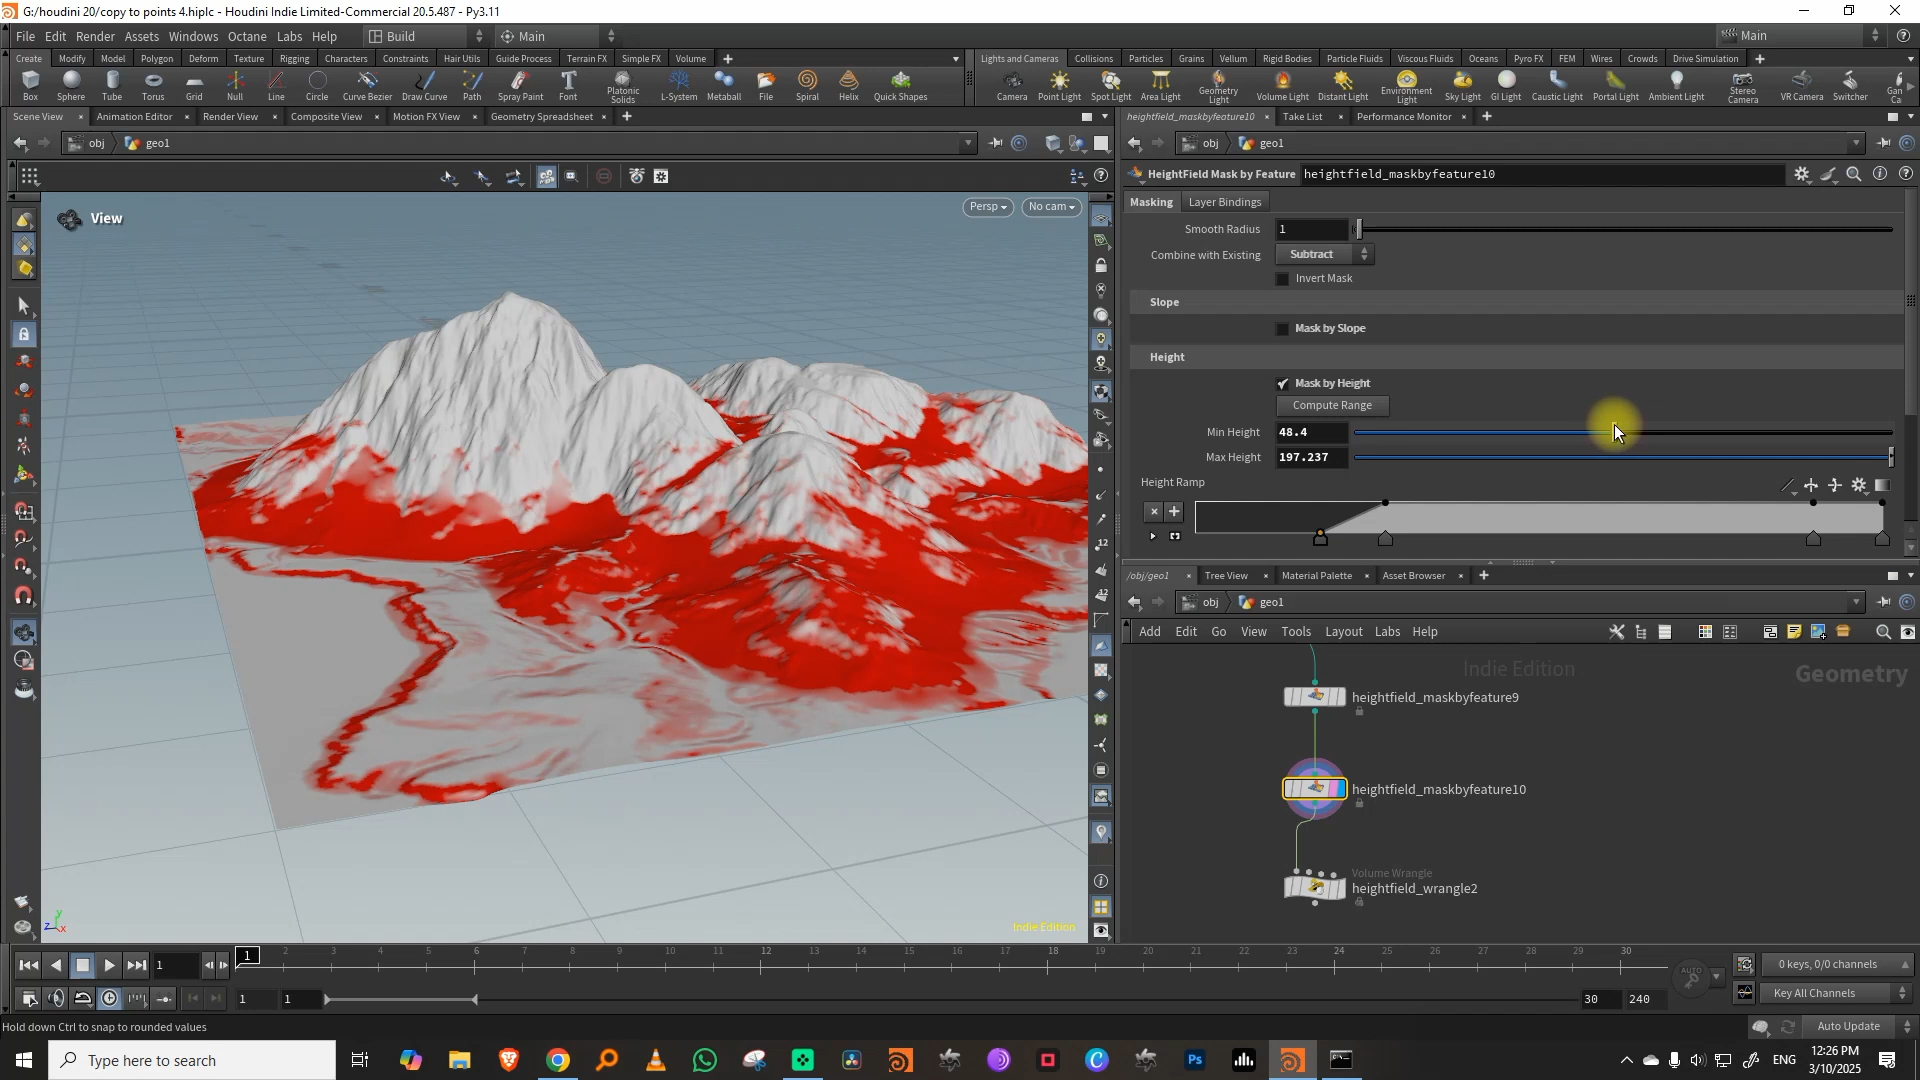 G:/houdini 20/copy to points 4.hiplc - Houdini Indie Limited-Commercial 20.5.487 - Py3.11
File Edit Render Assets Windows Octane Labs Help Build Main Main
Create Modify Model Polygon Deform Texture Rigging Characters Constraints Hair Utils Guide Process Terrain FX Simple FX Volume
Lights and Cameras Collisions Particles Grains Vellum Rigid Bodies Particle Fluids Viscous Fluids Oceans Pyro FX FEM Wires Crowds Drive Simulation
Box Sphere Tube Torus Grid Null Line Circle Curve Bezier Draw Curve Path Spray Paint Font Platonic Solids L-System Metaball File Spiral Helix Quick Shapes
Camera Point Light Spot Light Area Light Geometry Light Volume Light Distant Light Environment Light Sky Light GI Light Caustic Light Portal Light Ambient Light Stereo Camera VR Camera Switcher Gan Ca
Scene View Animation Editor Render View Composite View Motion FX View Geometry Spreadsheet
heightfield_maskbyfeature10 Take List Performance Monitor
obj geo1
obj geo1
HeightField Mask by Feature heightfield_maskbyfeature10
View
Persp No cam
Masking Layer Bindings
Smooth Radius 1
Combine with Existing Subtract
Invert Mask
Slope
Mask by Slope
Height
Mask by Height
Compute Range
Min Height 48.4
Max Height 197.237
Height Ramp
/obj/geo1 Tree View Material Palette Asset Browser
obj geo1
Add Edit Go View Tools Layout Labs Help
Indie Edition
Geometry
heightfield_maskbyfeature9
heightfield_maskbyfeature10
Volume Wrangle
heightfield_wrangle2
z y x
Indie Edition
1 1 2 3 4 5 6 7 8 9 10 11 12 13 14 15 16 17 18 19 20 21 22 23 24 25 26 27 28 29 30
AUTO
0 keys, 0/0 channels
1 1 30 240
Key All Channels
Hold down Ctrl to snap to rounded values
Auto Update
Type here to search
ENG
12:26 PM
3/10/2025